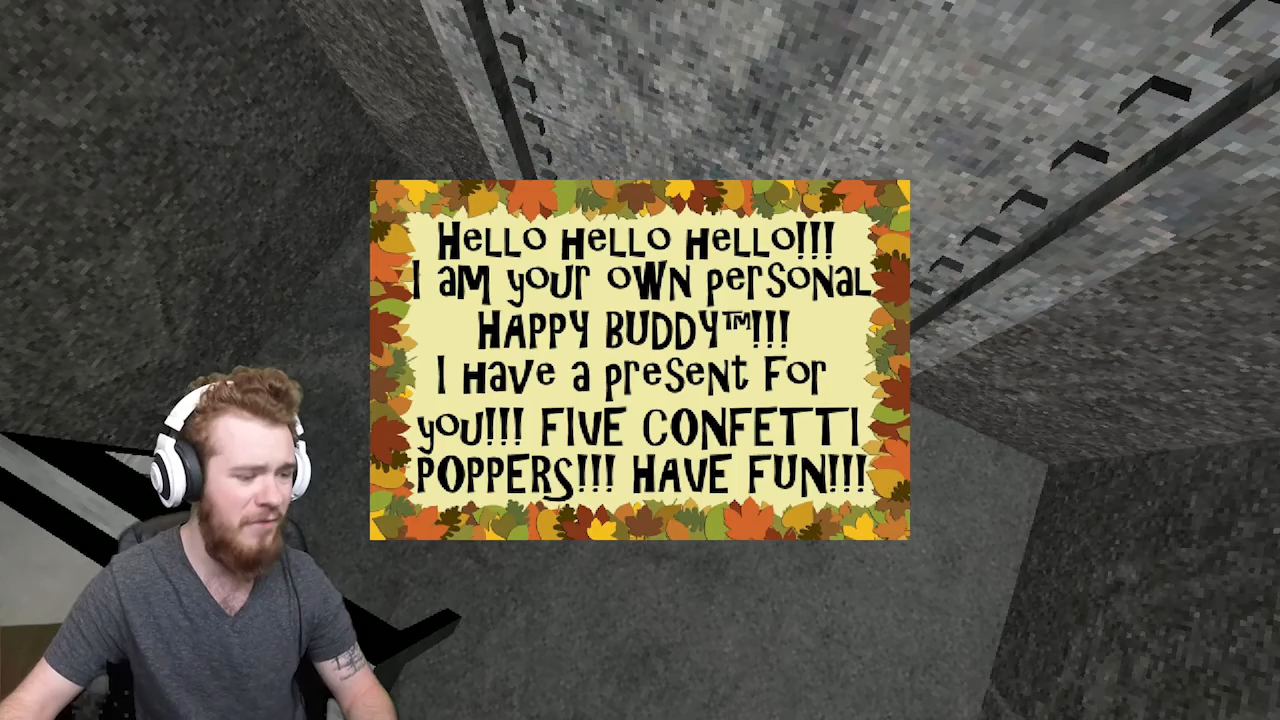 Hello Hello Hello!!!
I am your own personal
HAPPY BUDDY™!!!
I Have a present For
you!!! FIVE CONFETTI
POPPERS!!! HAVE FUN!!!